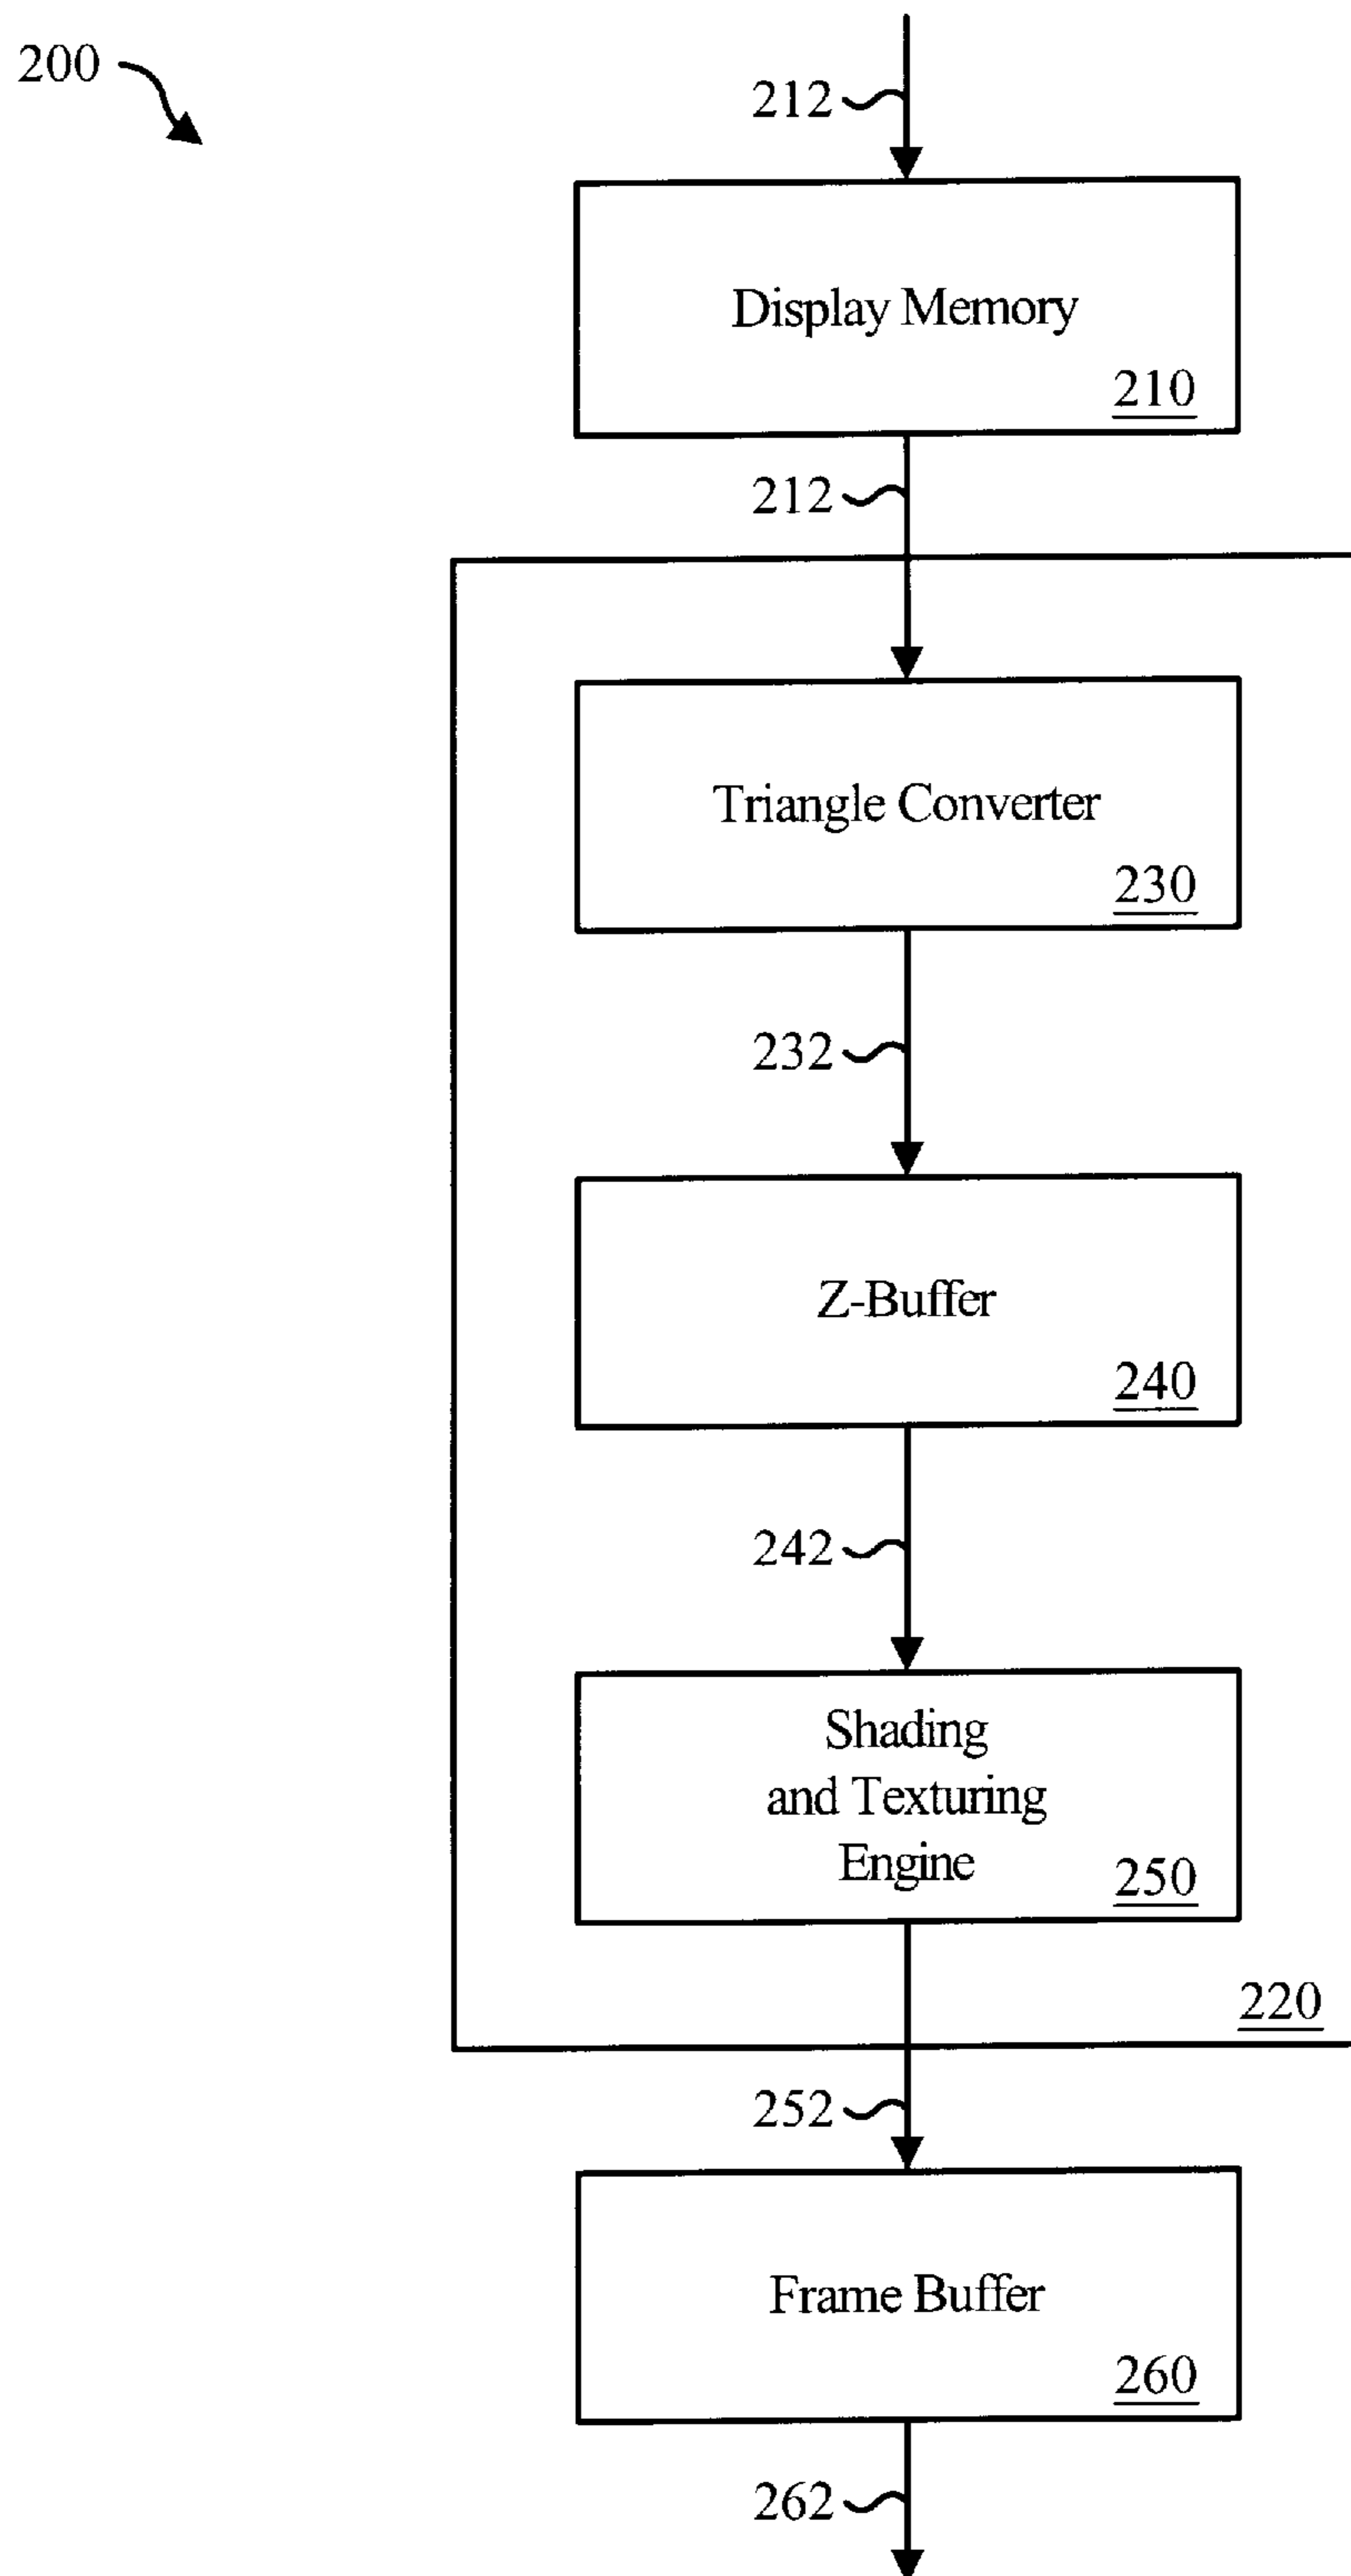 200
212
Display Memory
210
212
Triangle Converter
230
232
Z-Buffer
240
242
Shading
and Texturing
Engine
250
220
252
Frame Buffer
260
262